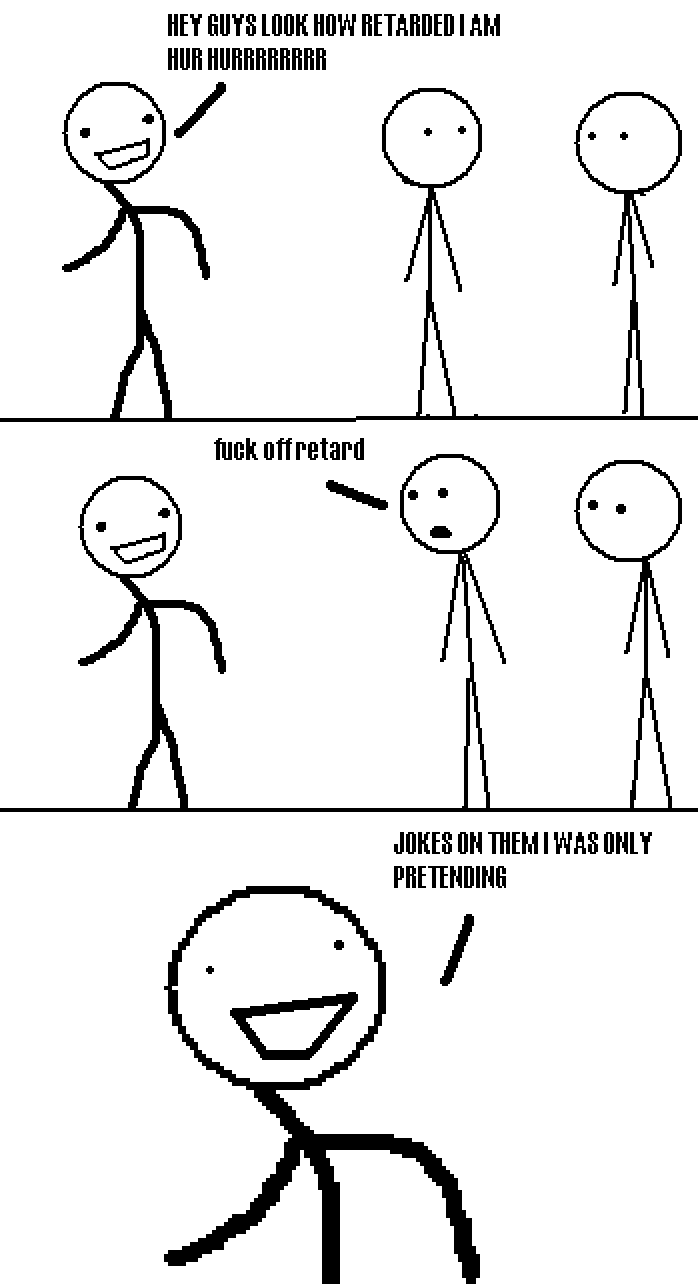 HEY GUYS LOOK HOW RETARDED I AM
HUR HURRRRRRRR
fuck off retard
JOKES ON THEM I WAS ONLY
PRETENDING